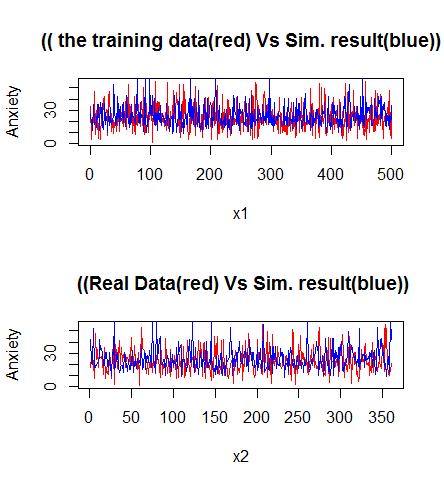 (( the training data(red) Vs Sim. result(blue))
Anxiety
0 30
0 100 200 300 400 500
x1
((Real Data(red) Vs Sim. result(blue))
Anxiety
0 30
0 50 100 150 200 250 300 350
x2